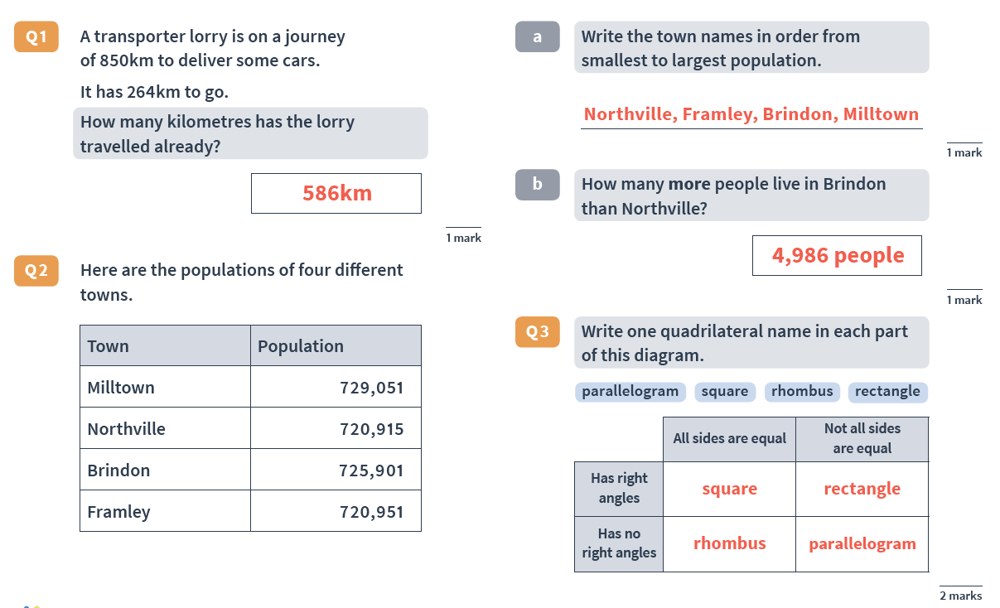 Q1
A transporter lorry is on a journey
of 850km to deliver some cars.
It has 264km to go.
How many kilometres has the lorry
travelled already?
586km
1 mark
Q2
Here are the populations of four different
towns.
Town Population
Milltown 729,051
Northville 720,915
Brindon 725,901
Framley 720,951
a
Write the town names in order from
smallest to largest population.
Northville, Framley, Brindon, Milltown
1 mark
b
How many more people live in Brindon
than Northville?
4,986 people
1 mark
Q3
Write one quadrilateral name in each part
of this diagram.
parallelogram square rhombus rectangle
All sides are equal
Not all sides
are equal
Has right
angles
square
rectangle
Has no
right angles
rhombus
parallelogram
2 marks